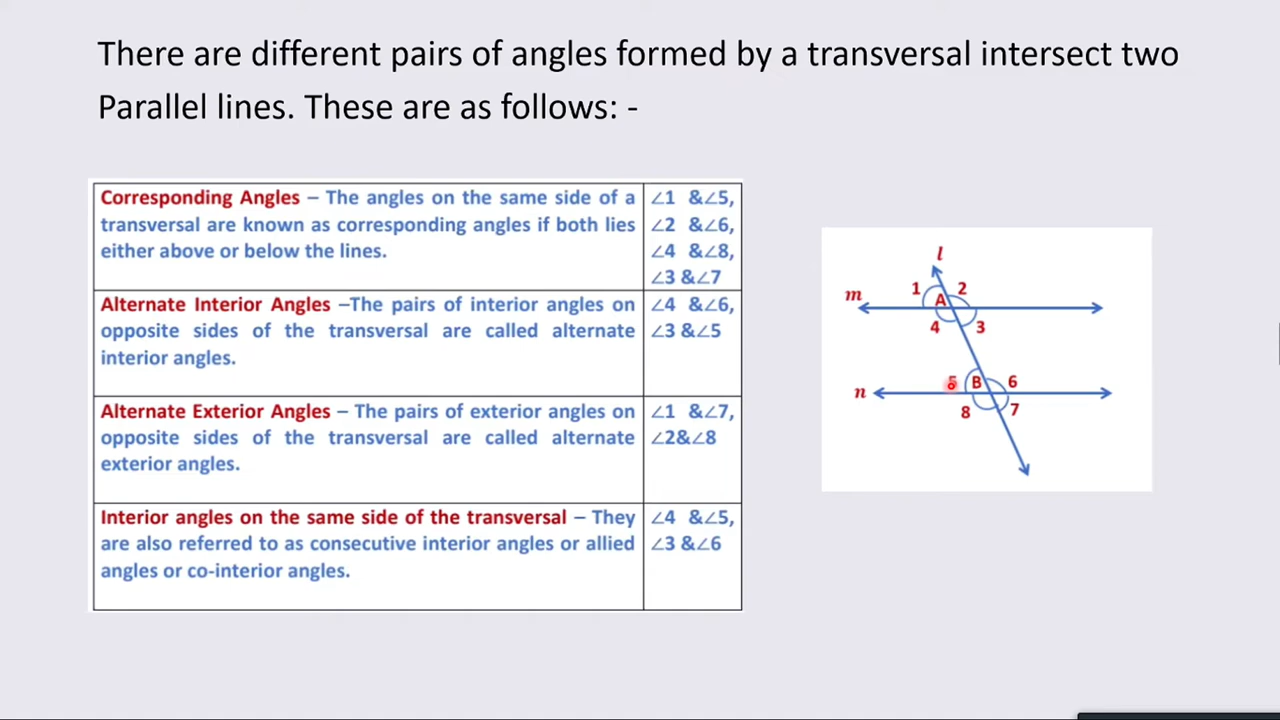 There are different pairs of angles formed by a transversal intersect two
Parallel lines. These are as follows: -
Corresponding Angles – The angles on the same side of a
transversal are known as corresponding angles if both lies
either above or below the lines.
∠1 &∠5,
∠2 &∠6,
∠4 &∠8,
∠3 &∠7
Alternate Interior Angles –The pairs of interior angles on
opposite sides of the transversal are called alternate
interior angles.
∠4 &∠6,
∠3 &∠5
Alternate Exterior Angles – The pairs of exterior angles on
opposite sides of the transversal are called alternate
exterior angles.
∠1 &∠7,
∠2&∠8
Interior angles on the same side of the transversal – They
are also referred to as consecutive interior angles or allied
angles or co-interior angles.
∠4 &∠5,
∠3 &∠6
l
1 2
m A
4 3
5 B 6
n
8 7